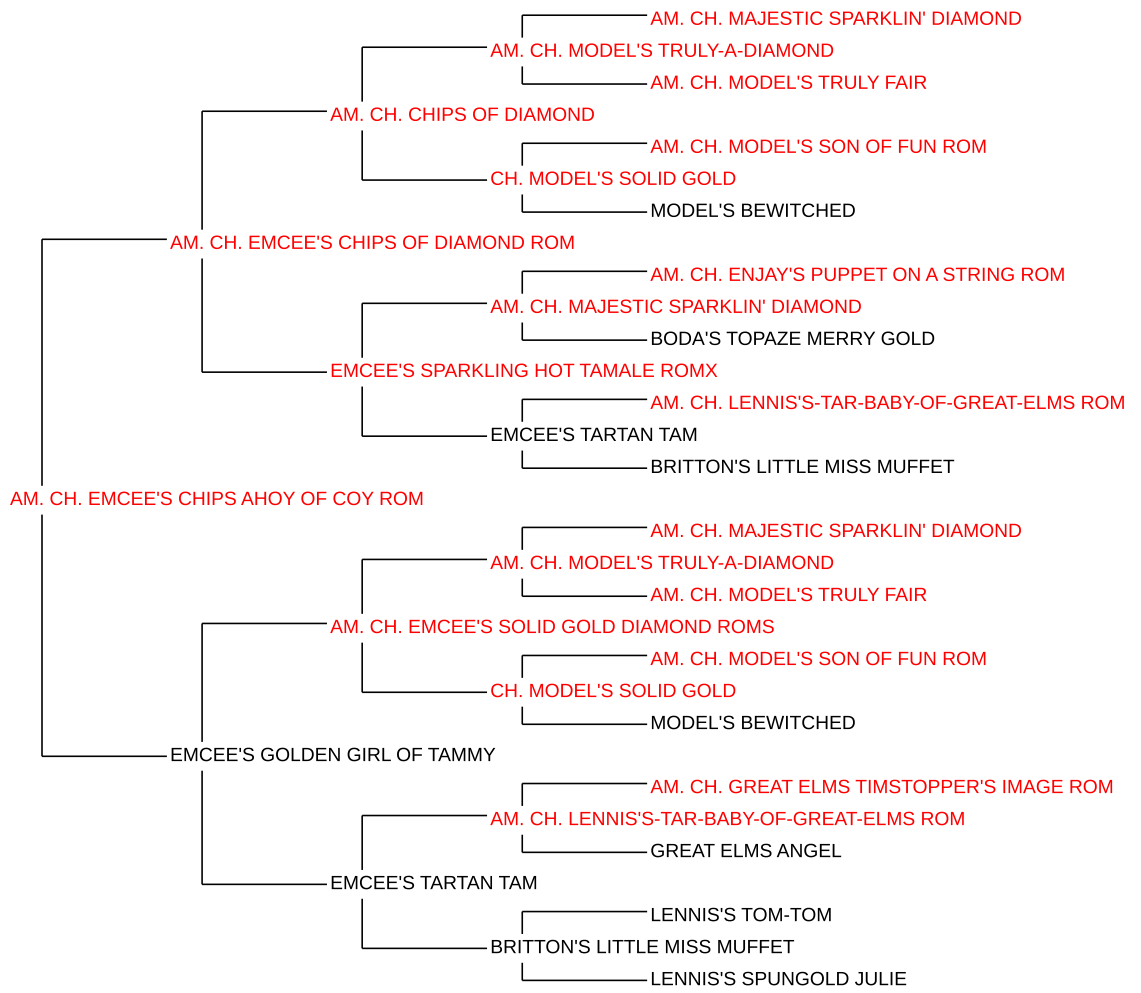 AM. CH. MAJESTIC SPARKLIN' DIAMOND
AM. CH. MODEL'S TRULY-A-DIAMOND
AM. CH. MODEL'S TRULY FAIR
AM. CH. CHIPS OF DIAMOND
AM. CH. MODEL'S SON OF FUN ROM
CH. MODEL'S SOLID GOLD
MODEL'S BEWITCHED
AM. CH. EMCEE'S CHIPS OF DIAMOND ROM
AM. CH. ENJAY'S PUPPET ON A STRING ROM
AM. CH. MAJESTIC SPARKLIN' DIAMOND
BODA'S TOPAZE MERRY GOLD
EMCEE'S SPARKLING HOT TAMALE ROMX
AM. CH. LENNIS'S-TAR-BABY-OF-GREAT-ELMS ROM
EMCEE'S TARTAN TAM
BRITTON'S LITTLE MISS MUFFET
AM. CH. EMCEE'S CHIPS AHOY OF COY ROM
AM. CH. MAJESTIC SPARKLIN' DIAMOND
AM. CH. MODEL'S TRULY-A-DIAMOND
AM. CH. MODEL'S TRULY FAIR
AM. CH. EMCEE'S SOLID GOLD DIAMOND ROMS
AM. CH. MODEL'S SON OF FUN ROM
CH. MODEL'S SOLID GOLD
MODEL'S BEWITCHED
EMCEE'S GOLDEN GIRL OF TAMMY
AM. CH. GREAT ELMS TIMSTOPPER'S IMAGE ROM
AM. CH. LENNIS'S-TAR-BABY-OF-GREAT-ELMS ROM
GREAT ELMS ANGEL
EMCEE'S TARTAN TAM
LENNIS'S TOM-TOM
BRITTON'S LITTLE MISS MUFFET
LENNIS'S SPUNGOLD JULIE